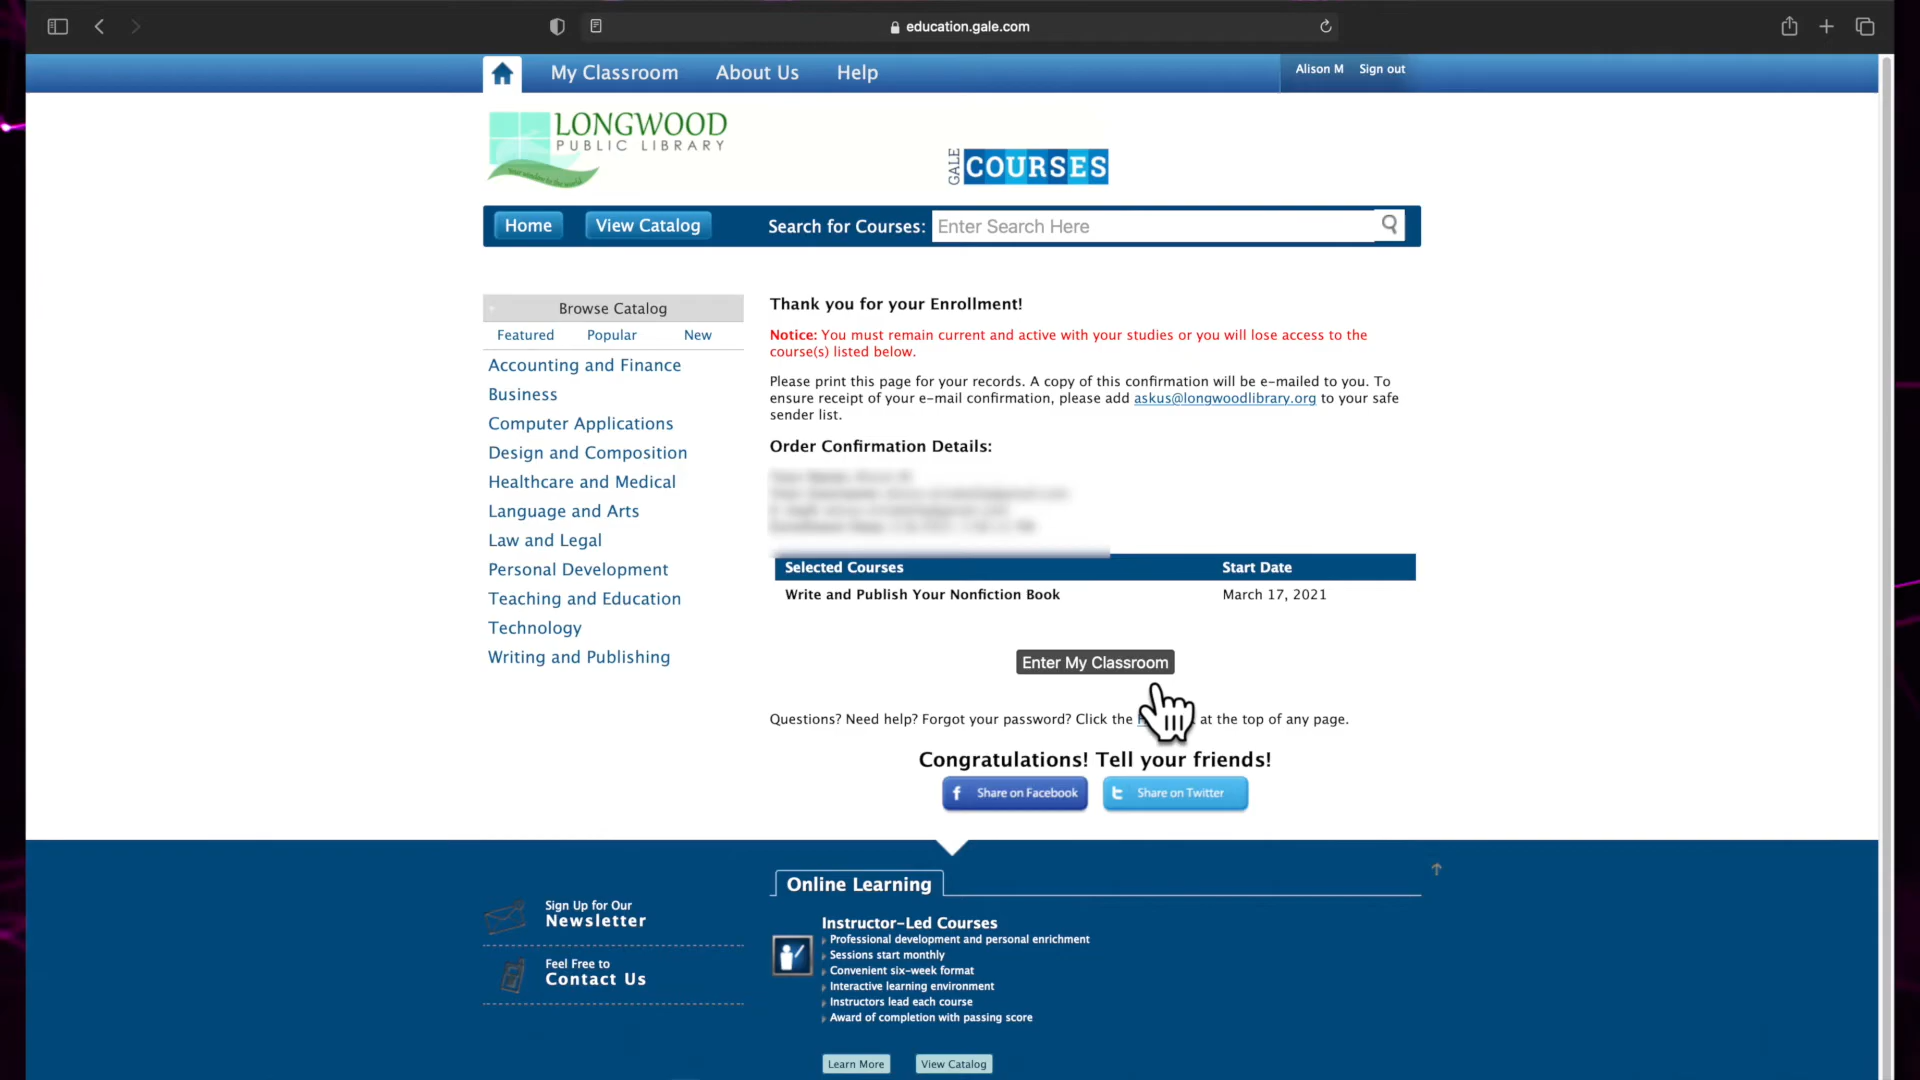 education.gale.com
My Classroom About Us Help
Alison M Sign out
LONGWOOD
PUBLIC LIBRARY
GALE COURSES
Home View Catalog Search for Courses: Enter Search Here
Browse Catalog
Featured Popular New
Accounting and Finance
Business
Computer Applications
Design and Composition
Healthcare and Medical
Language and Arts
Law and Legal
Personal Development
Teaching and Education
Technology
Writing and Publishing
Thank you for your Enrollment!
Notice: You must remain current and active with your studies or you will lose access to the
course(s) listed below.
Please print this page for your records. A copy of this confirmation will be e-mailed to you. To
ensure receipt of your e-mail confirmation, please add askus@longwoodlibrary.org to your safe
sender list.
Order Confirmation Details:
Selected Courses Start Date
Write and Publish Your Nonfiction Book March 17, 2021
Enter My Classroom
Questions? Need help? Forgot your password? Click the at the top of any page.
Congratulations! Tell your friends!
Share on Facebook Share on Twitter
Sign Up for Our
Newsletter
Feel Free to
Contact Us
Online Learning
Instructor-Led Courses
Professional development and personal enrichment
Sessions start monthly
Convenient six-week format
Interactive learning environment
Instructors lead each course
Award of completion with passing score
Learn More View Catalog